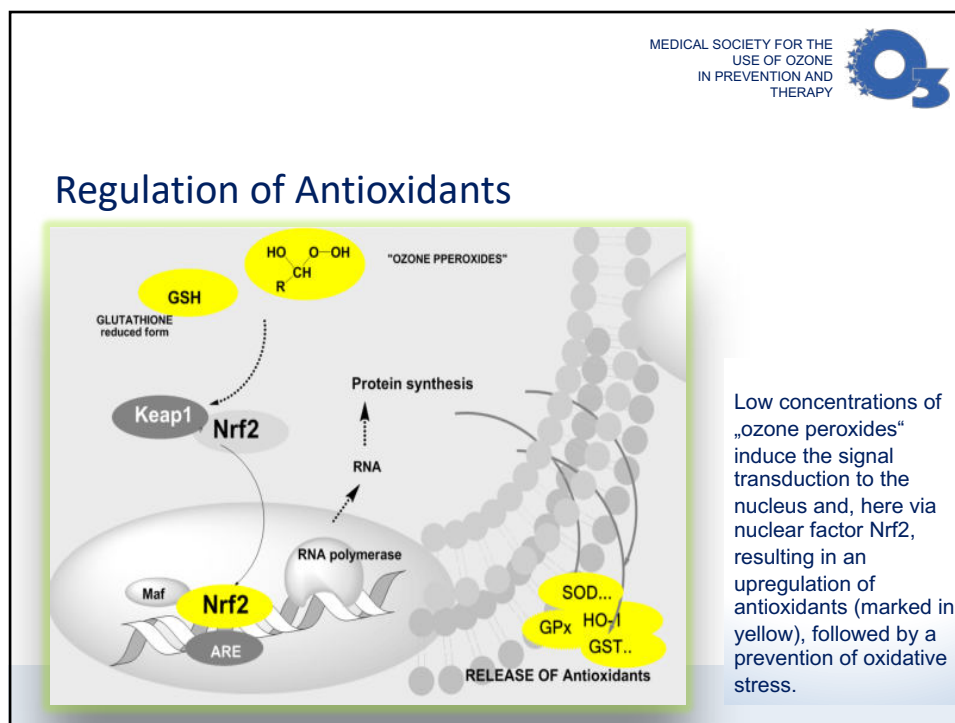 MEDICAL SOCIETY FOR THE
USE OF OZONE
IN PREVENTION AND
THERAPY
O3
Regulation of Antioxidants
HO O—OH
CH
R
"OZONE PPEROXIDES"
GSH
GLUTATHIONE
reduced form
Keap1
Nrf2
Protein synthesis
RNA
RNA polymerase
Maf
Nrf2
ARE
SOD...
HO-1
GPx
GST..
RELEASE OF Antioxidants
Low concentrations of
„ozone peroxides“
induce the signal
transduction to the
nucleus and, here via
nuclear factor Nrf2,
resulting in an
upregulation of
antioxidants (marked in
yellow), followed by a
prevention of oxidative
stress.